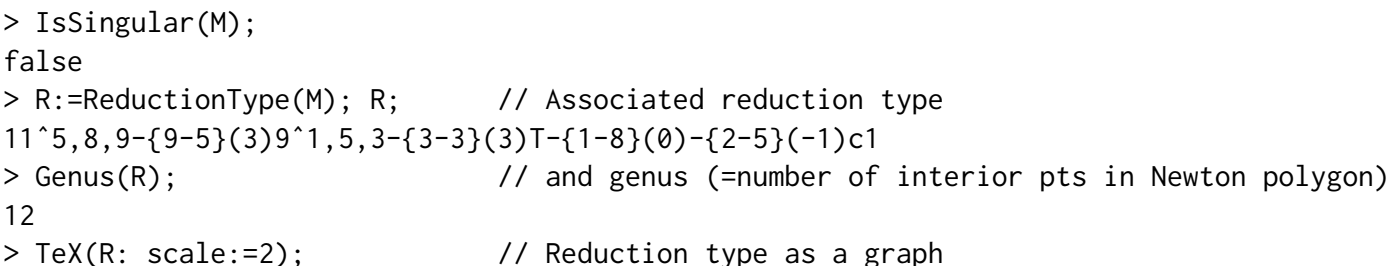 > IsSingular(M);
false
> R:=ReductionType(M); R;       // Associated reduction type
11^5,8,9-{9-5}(3)9^1,5,3-{3-3}(3)T-{1-8}(0)-{2-5}(-1)c1
> Genus(R);                     // and genus (=number of interior pts in Newton polygon)
12
> TeX(R: scale:=2);             // Reduction type as a graph